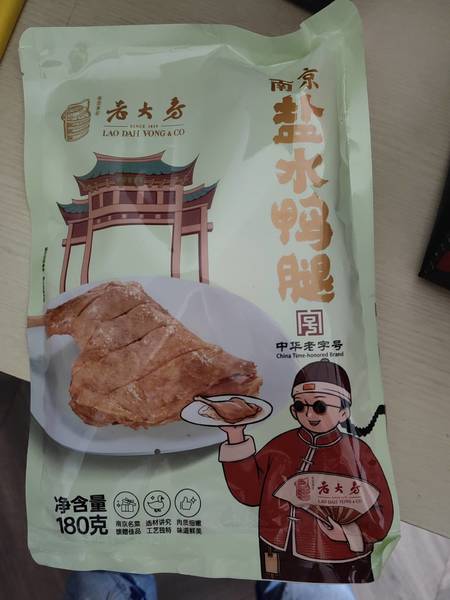 老大房
SINCE 1839
LAO DAH VONG & CO
南京
盐水鸭腿
中华老字号
China Time-honored Brand
老大房
LAO DAH VONG & CO
净含量
180克
南京名菜
馈赠佳品
选材讲究
工艺独特
肉质细嫩
味道鲜美